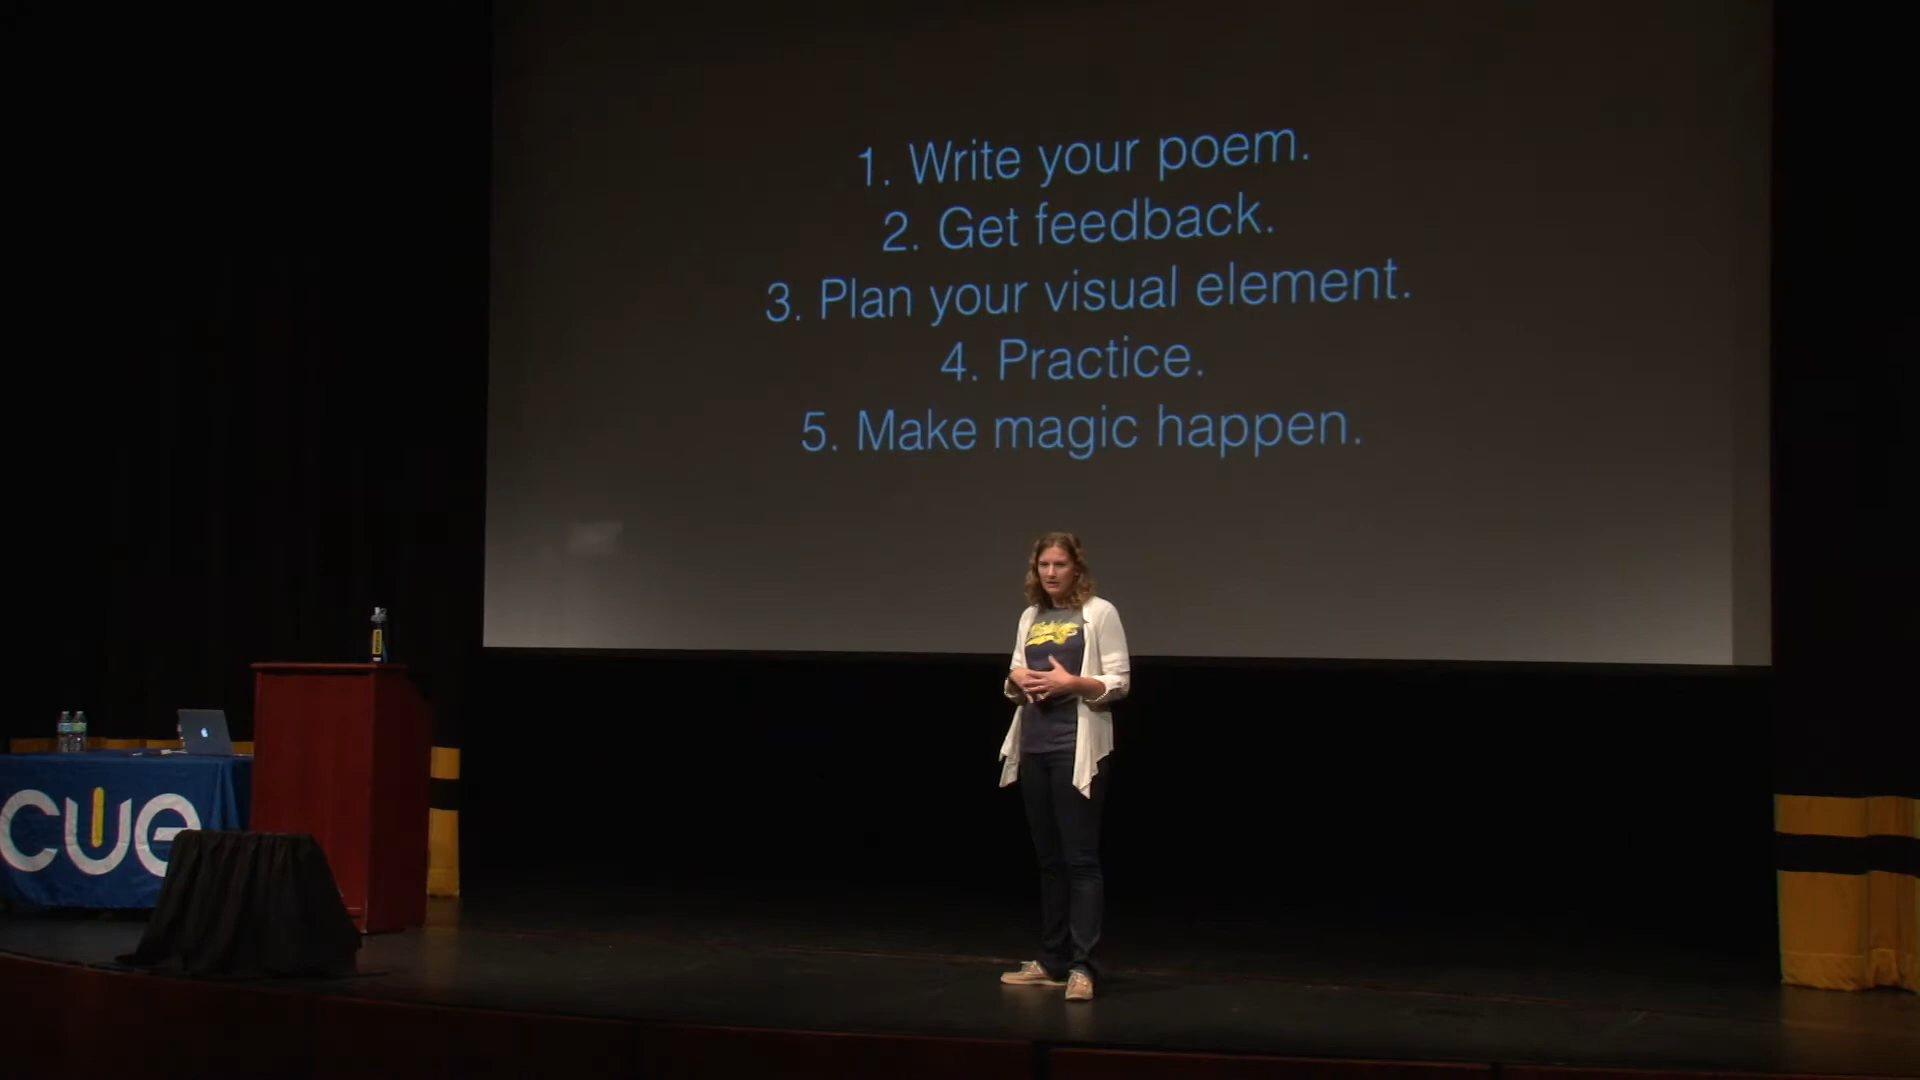 1. Write your poem.
2. Get feedback.
3. Plan your visual element.
4. Practice.
5. Make magic happen.
cue